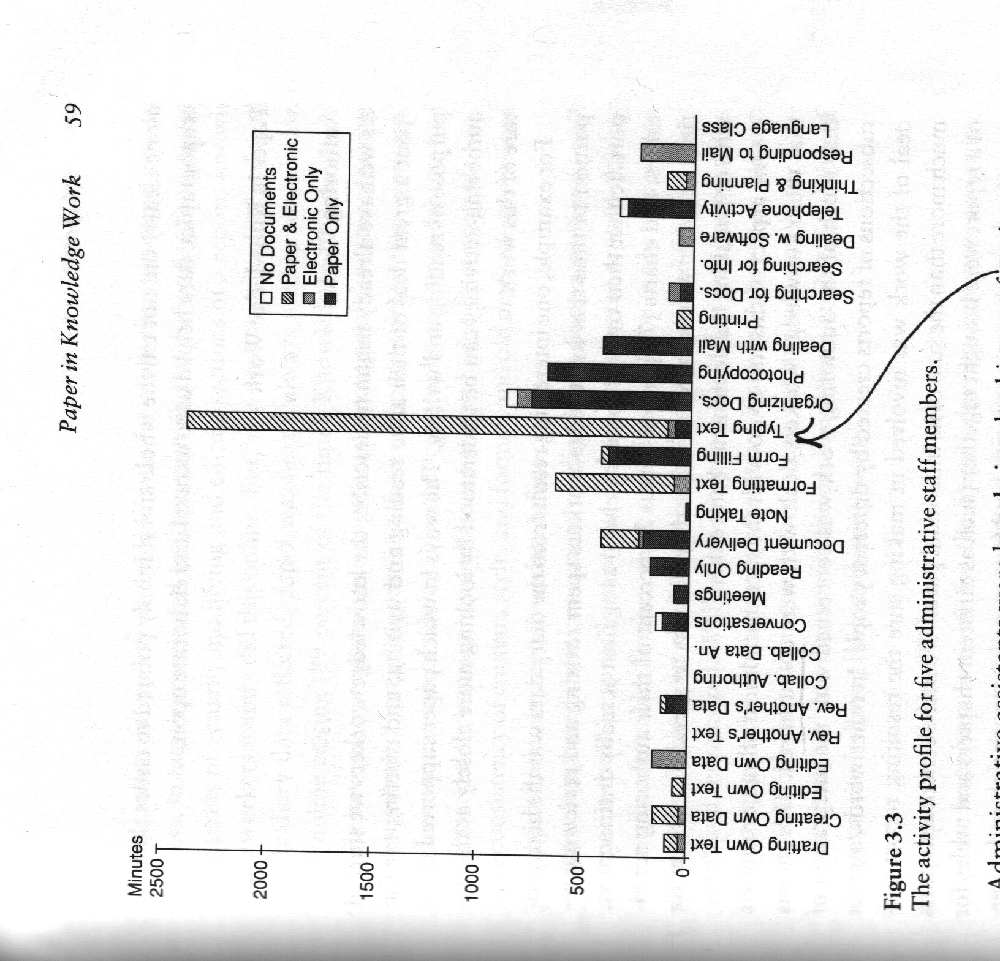 Paper in Knowledge Work 59
Minutes
2500
2000
1500
1000
500
0
No Documents
Paper & Electronic
Electronic Only
Paper Only
Drafting Own Text
Creating Own Data
Editing Own Text
Editing Own Data
Rev. Another's Text
Rev. Another's Data
Collab. Authoring
Collab. Data An.
Conversations
Meetings
Reading Only
Document Delivery
Note Taking
Formatting Text
Form Filling
Typing Text
Organizing Docs.
Photocopying
Dealing with Mail
Printing
Searching for Docs.
Searching for Info.
Dealing w. Software
Telephone Activity
Thinking & Planning
Responding to Mail
Language Class
Figure 3.3
The activity profile for five administrative staff members.
Administrative assistants